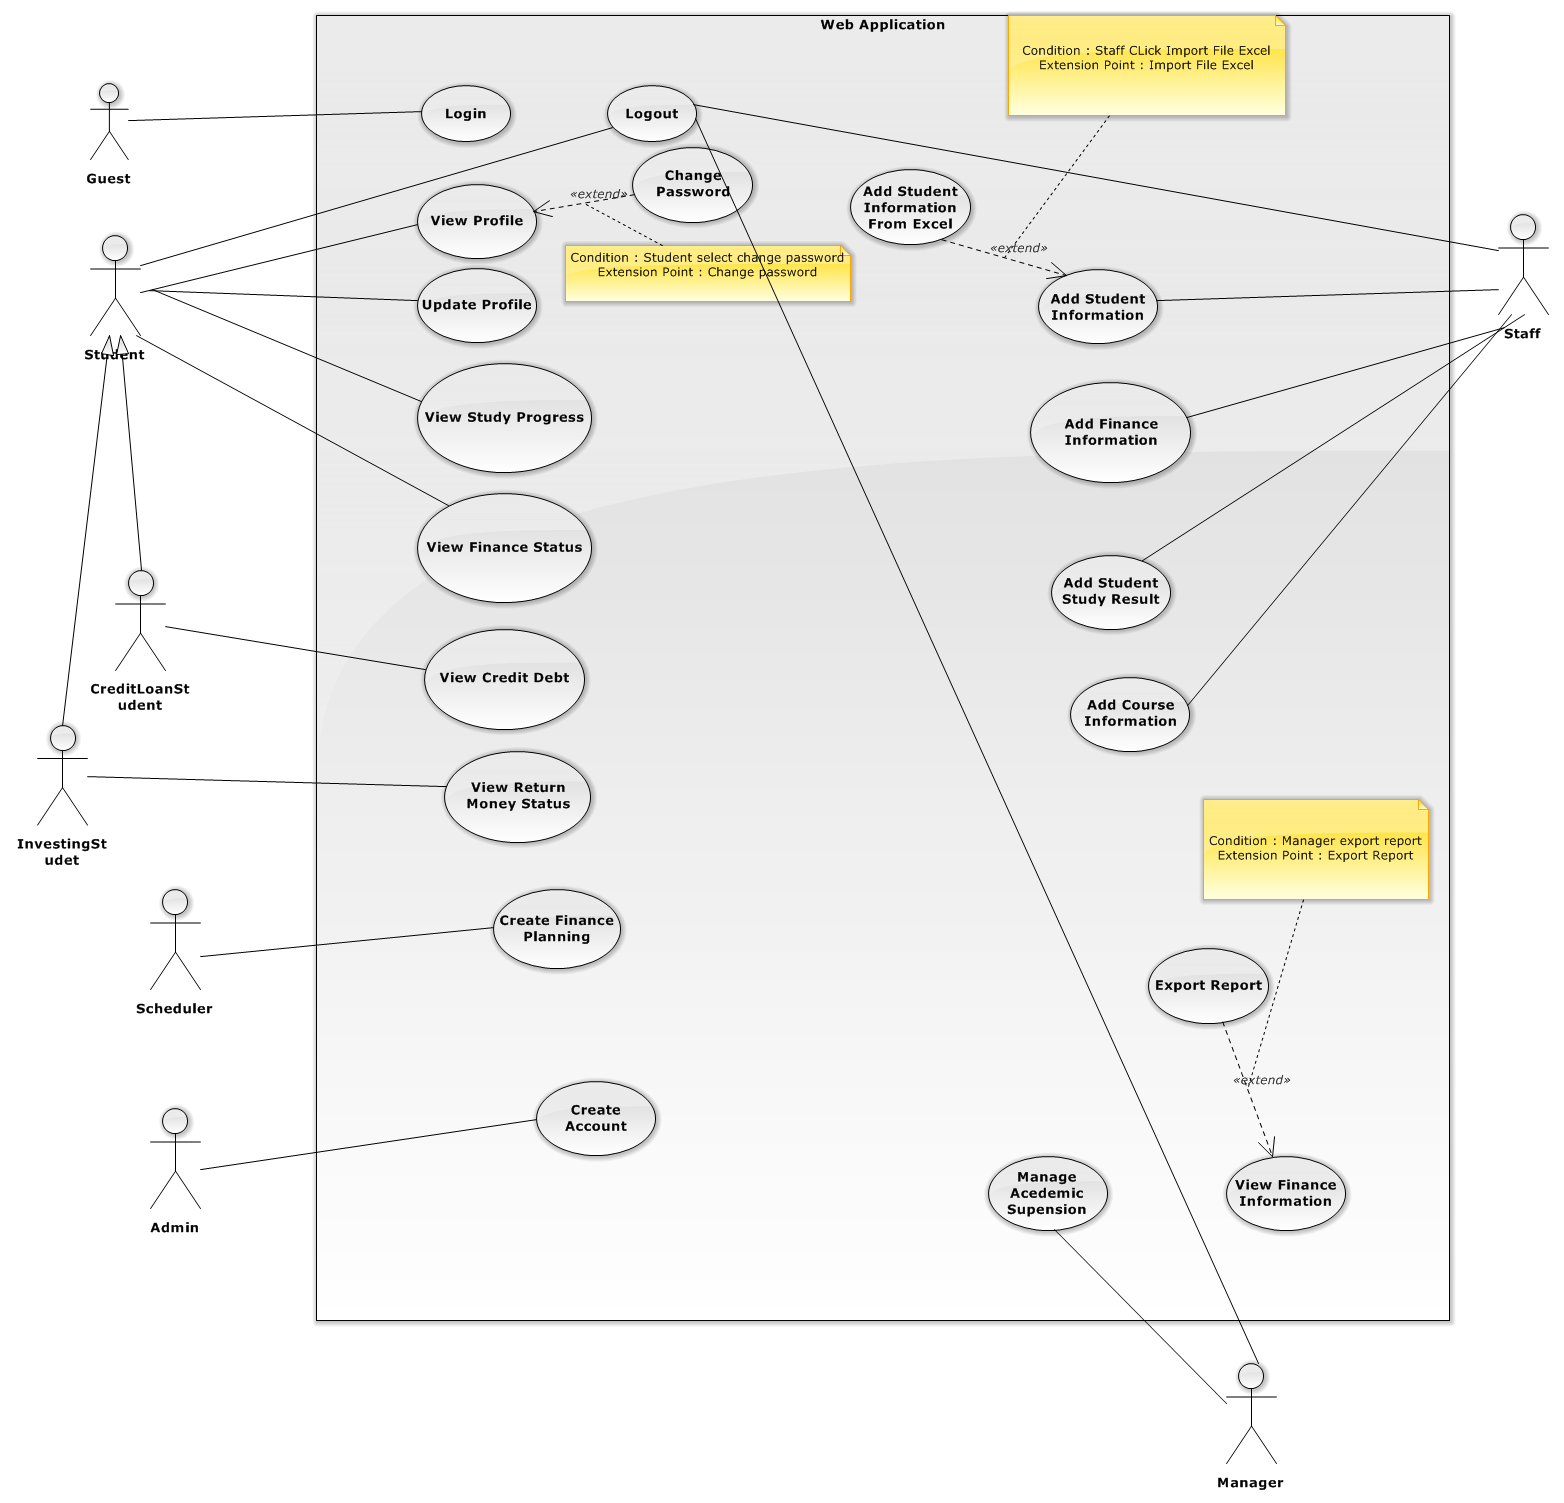 Web Application
Condition : Staff CLick Import File Excel
Extension Point : Import File Excel
Login
Logout
Guest
Change
Password
«extend»
View Profile
Add Student
Information
From Excel
«extend»
Condition : Student select change password
Extension Point : Change password
Student
Update Profile
Add Student
Information
Staff
View Study Progress
Add Finance
Information
View Finance Status
Add Student
Study Result
CreditLoanSt
udent
View Credit Debt
Add Course
Information
InvestingSt
udet
View Return
Money Status
Condition : Manager export report
Extension Point : Export Report
Scheduler
Create Finance
Planning
Export Report
«extend»
Create
Account
Admin
Manage
Acedemic
Supension
View Finance
Information
Manager